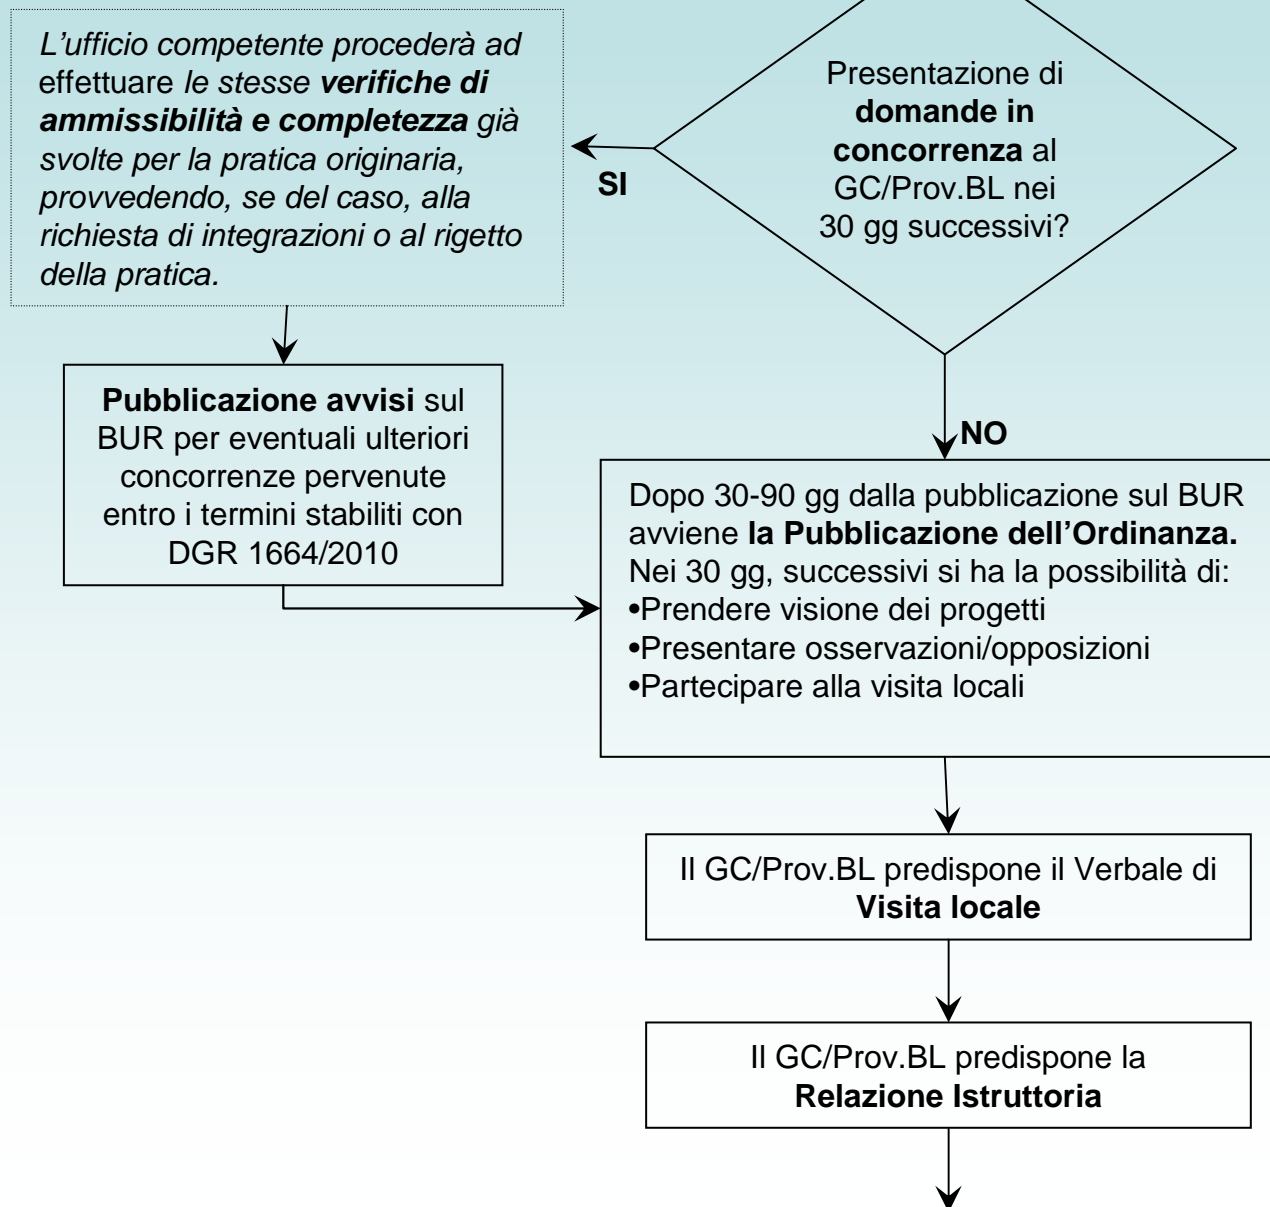 L'ufficio competente procederà ad
effettuare le stesse verifiche di
ammissibilità e completezza già
svolte per la pratica originaria,
provvedendo, se del caso, alla
richiesta di integrazioni o al rigetto
della pratica.
Presentazione di
domande in
concorrenza al
GC/Prov.BL nei
30 gg successivi?
SI
Pubblicazione avvisi sul
BUR per eventuali ulteriori
concorrenze pervenute
entro i termini stabiliti con
DGR 1664/2010
NO
Dopo 30-90 gg dalla pubblicazione sul BUR
avviene la Pubblicazione dell'Ordinanza.
Nei 30 gg, successivi si ha la possibilità di:
•Prendere visione dei progetti
•Presentare osservazioni/opposizioni
•Partecipare alla visita locali
Il GC/Prov.BL predispone il Verbale di
Visita locale
Il GC/Prov.BL predispone la
Relazione Istruttoria